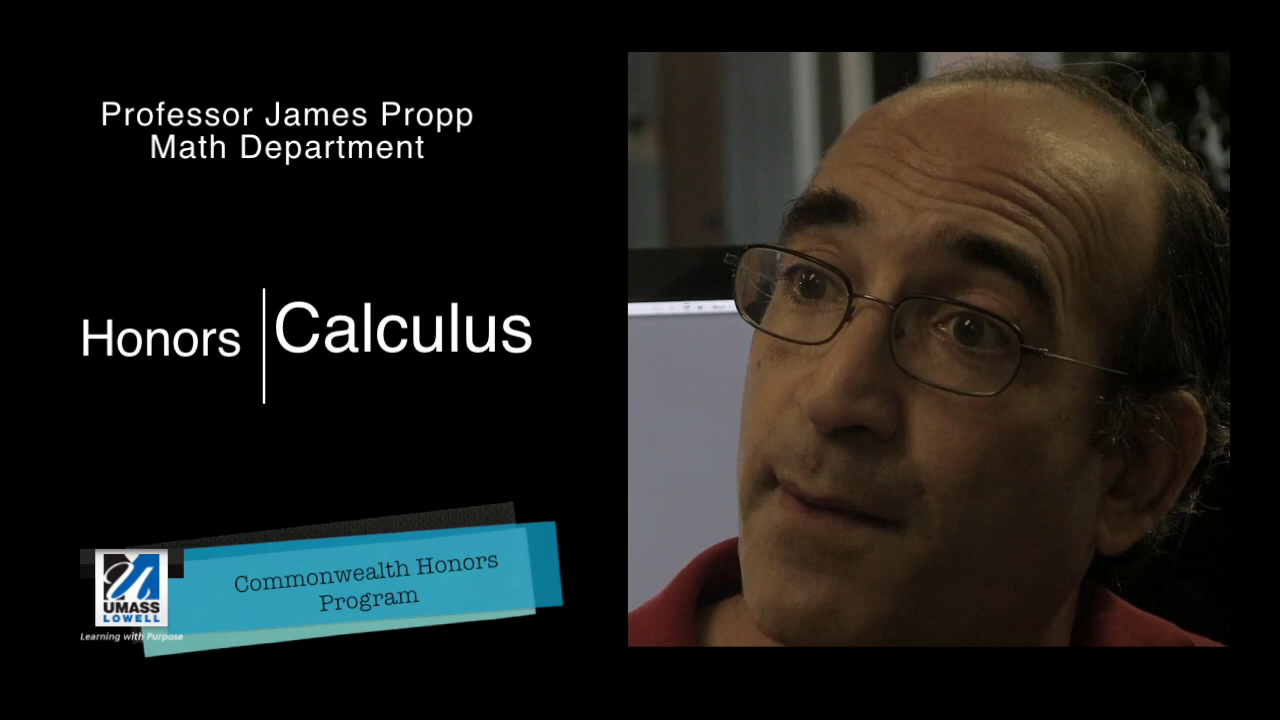 Professor James Propp
Math Department
Honors
Calculus
Commonwealth Honors
Program
UMASS
LOWELL
Learning with Purpose